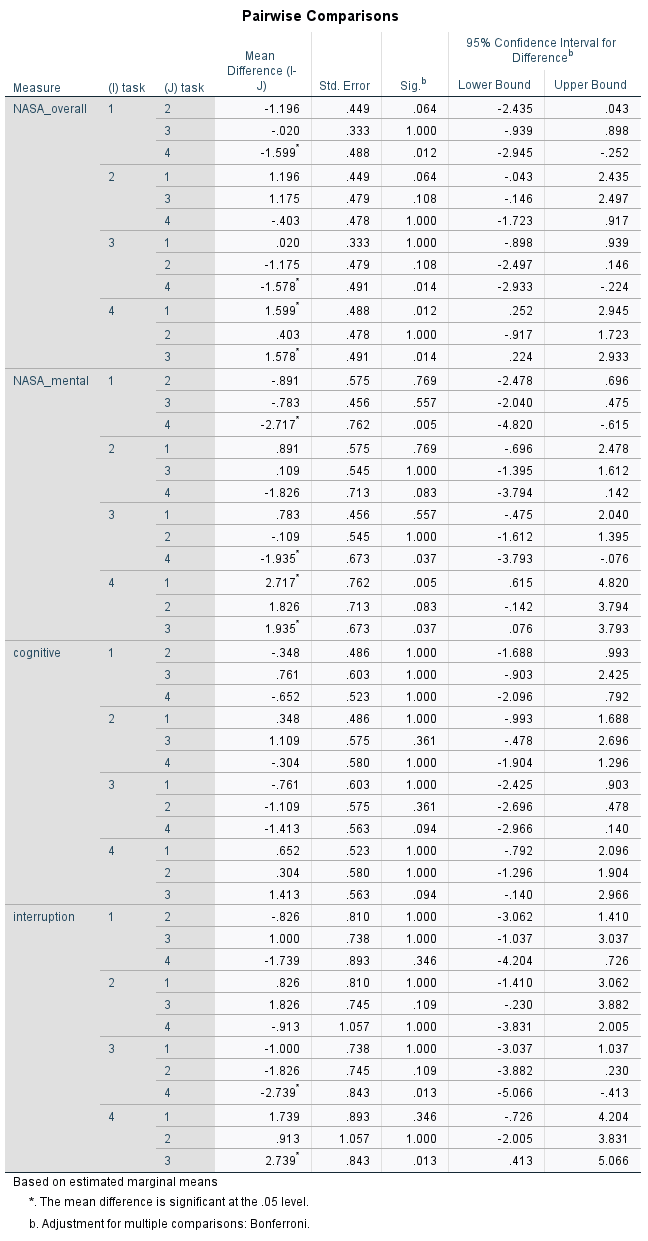 Pairwise Comparisons
Measure (I) task (J) task Mean Difference (I-J) Std. Error Sig.b 95% Confidence Interval for Differenceb
Lower Bound Upper Bound
NASA_overall 1 2 -1.196 .449 .064 -2.435 .043
3 -.020 .333 1.000 -.939 .898
4 -1.599* .488 .012 -2.945 -.252
2 1 1.196 .449 .064 -.043 2.435
3 1.175 .479 .108 -.146 2.497
4 -.403 .478 1.000 -1.723 .917
3 1 .020 .333 1.000 -.898 .939
2 -1.175 .479 .108 -2.497 .146
4 -1.578* .491 .014 -2.933 -.224
4 1 1.599* .488 .012 .252 2.945
2 .403 .478 1.000 -.917 1.723
3 1.578* .491 .014 .224 2.933
NASA_mental 1 2 -.891 .575 .769 -2.478 .696
3 -.783 .456 .557 -2.040 .475
4 -2.717* .762 .005 -4.820 -.615
2 1 .891 .575 .769 -.696 2.478
3 .109 .545 1.000 -1.395 1.612
4 -1.826 .713 .083 -3.794 .142
3 1 .783 .456 .557 -.475 2.040
2 -.109 .545 1.000 -1.612 1.395
4 -1.935* .673 .037 -3.793 -.076
4 1 2.717* .762 .005 .615 4.820
2 1.826 .713 .083 -.142 3.794
3 1.935* .673 .037 .076 3.793
cognitive 1 2 -.348 .486 1.000 -1.688 .993
3 .761 .603 1.000 -.903 2.425
4 -.652 .523 1.000 -2.096 .792
2 1 .348 .486 1.000 -.993 1.688
3 1.109 .575 .361 -.478 2.696
4 -.304 .580 1.000 -1.904 1.296
3 1 -.761 .603 1.000 -2.425 .903
2 -1.109 .575 .361 -2.696 .478
4 -1.413 .563 .094 -2.966 .140
4 1 .652 .523 1.000 -.792 2.096
2 .304 .580 1.000 -1.296 1.904
3 1.413 .563 .094 -.140 2.966
interruption 1 2 -.826 .810 1.000 -3.062 1.410
3 1.000 .738 1.000 -1.037 3.037
4 -1.739 .893 .346 -4.204 .726
2 1 .826 .810 1.000 -1.410 3.062
3 1.826 .745 .109 -.230 3.882
4 -.913 1.057 1.000 -3.831 2.005
3 1 -1.000 .738 1.000 -3.037 1.037
2 -1.826 .745 .109 -3.882 .230
4 -2.739* .843 .013 -5.066 -.413
4 1 1.739 .893 .346 -.726 4.204
2 .913 1.057 1.000 -2.005 3.831
3 2.739* .843 .013 .413 5.066
Based on estimated marginal means
*. The mean difference is significant at the .05 level.
b. Adjustment for multiple comparisons: Bonferroni.